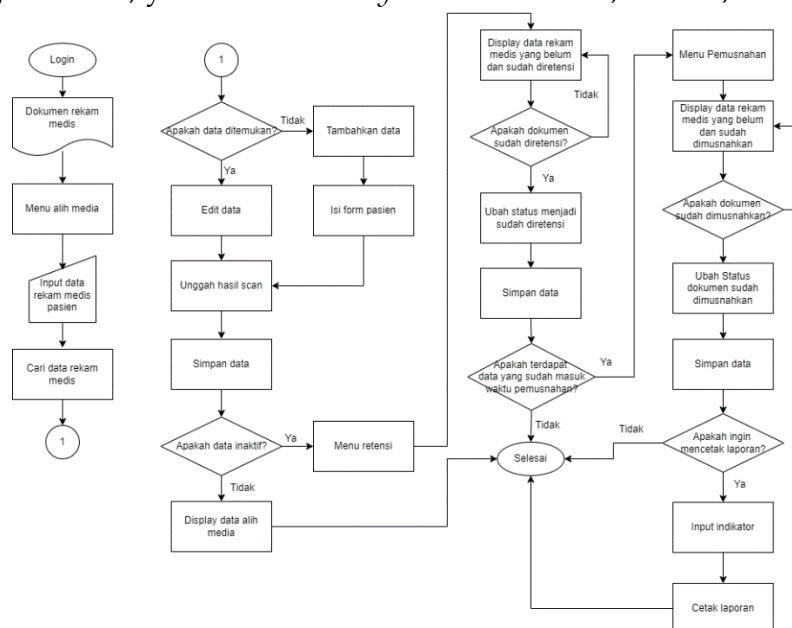 Login
Dokumen rekam
medis
Menu alih media
Input data
rekam medis
pasien
Cari data rekam
medis
1
1
Apakah data ditemukan?
Tidak
Ya
Tambahkan data
Edit data
Isi form pasien
Unggah hasil scan
Simpan data
Apakah data inaktif?
Ya
Menu retensi
Tidak
Display data alih
media
Display data rekam
medis yang belum
dan sudah diretensi
Tidak
Apakah dokumen
sudah diretensi?
Ya
Ubah status menjadi
sudah diretensi
Simpan data
Apakah terdapat
data yang sudah masuk
waktu pemusnahan?
Ya
Tidak
Selesai
Menu Pemusnahan
Display data rekam
medis yang belum
dan sudah
dimusnahkan
Apakah dokumen
sudah dimusnahkan?
Ubah Status
dokumen sudah
dimusnahkan
Simpan data
Tidak
Apakah ingin
mencetak laporan?
Ya
Input indikator
Cetak laporan